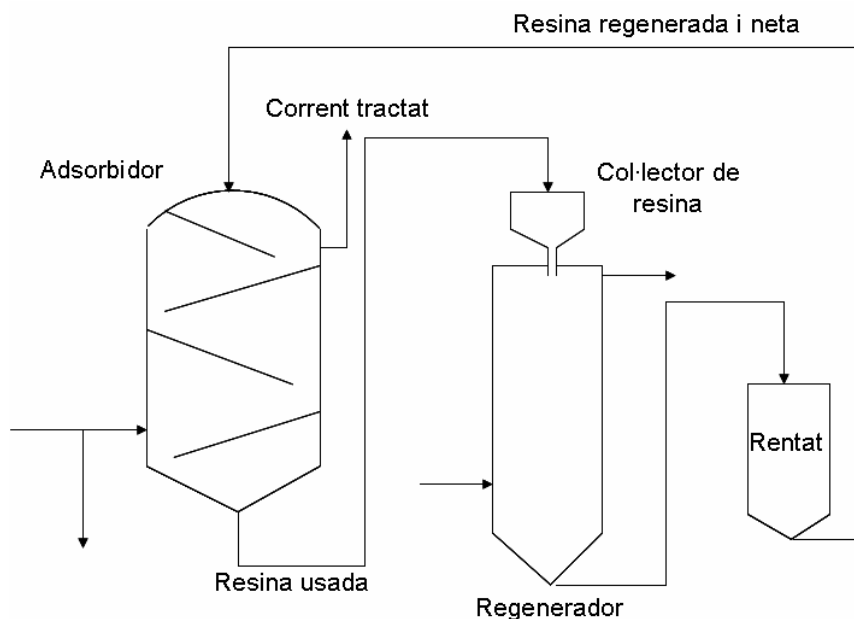 Resina regenerada i neta
Corrent tractat
Adsorbidor
Col·lector de
resina
Rentat
Resina usada
Regenerador